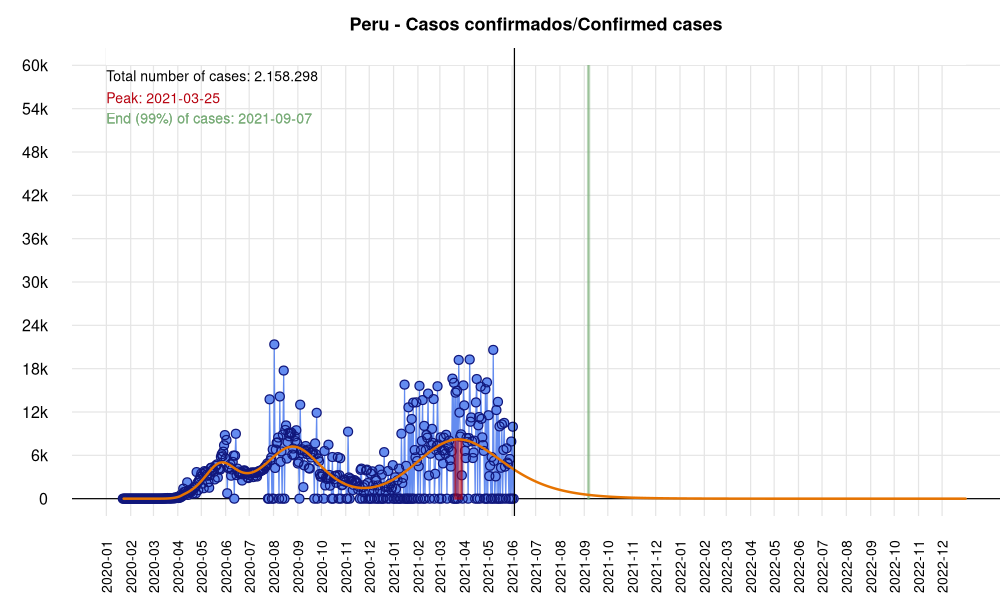 Peru - Casos confirmados/Confirmed cases
60k
Total number of cases: 2.158.298
Peak: 2021-03-25
54k
End (99%) of cases: 2021-09-07
48k
42k
36k
30k
24k
18k
12k
6k
0
2020-01
2020-02
2020-03
2020-04
2020-05
2020-06
2020-07
2020-08
2020-09
2020-10
2020-11
2020-12
2021-01
2021-02
2021-03
2021-04
2021-05
2021-06
2021-07
2021-08
2021-09
2021-10
2021-11
2021-12
2022-01
2022-02
2022-03
2022-04
2022-05
2022-06
2022-07
2022-08
2022-09
2022-10
2022-11
2022-12